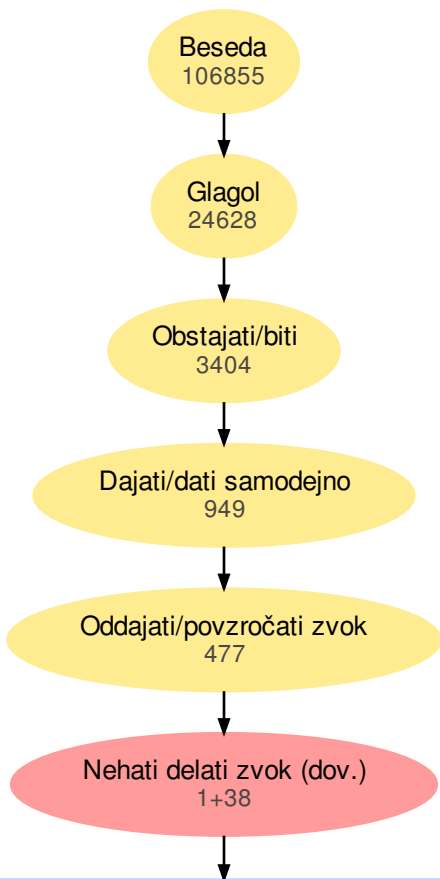 Beseda
106855
Glagol
24628
Obstajati/biti
3404
Dajati/dati samodejno
949
Oddajati/povzročati zvok
477
Nehati delati zvok (dov.)
1+38